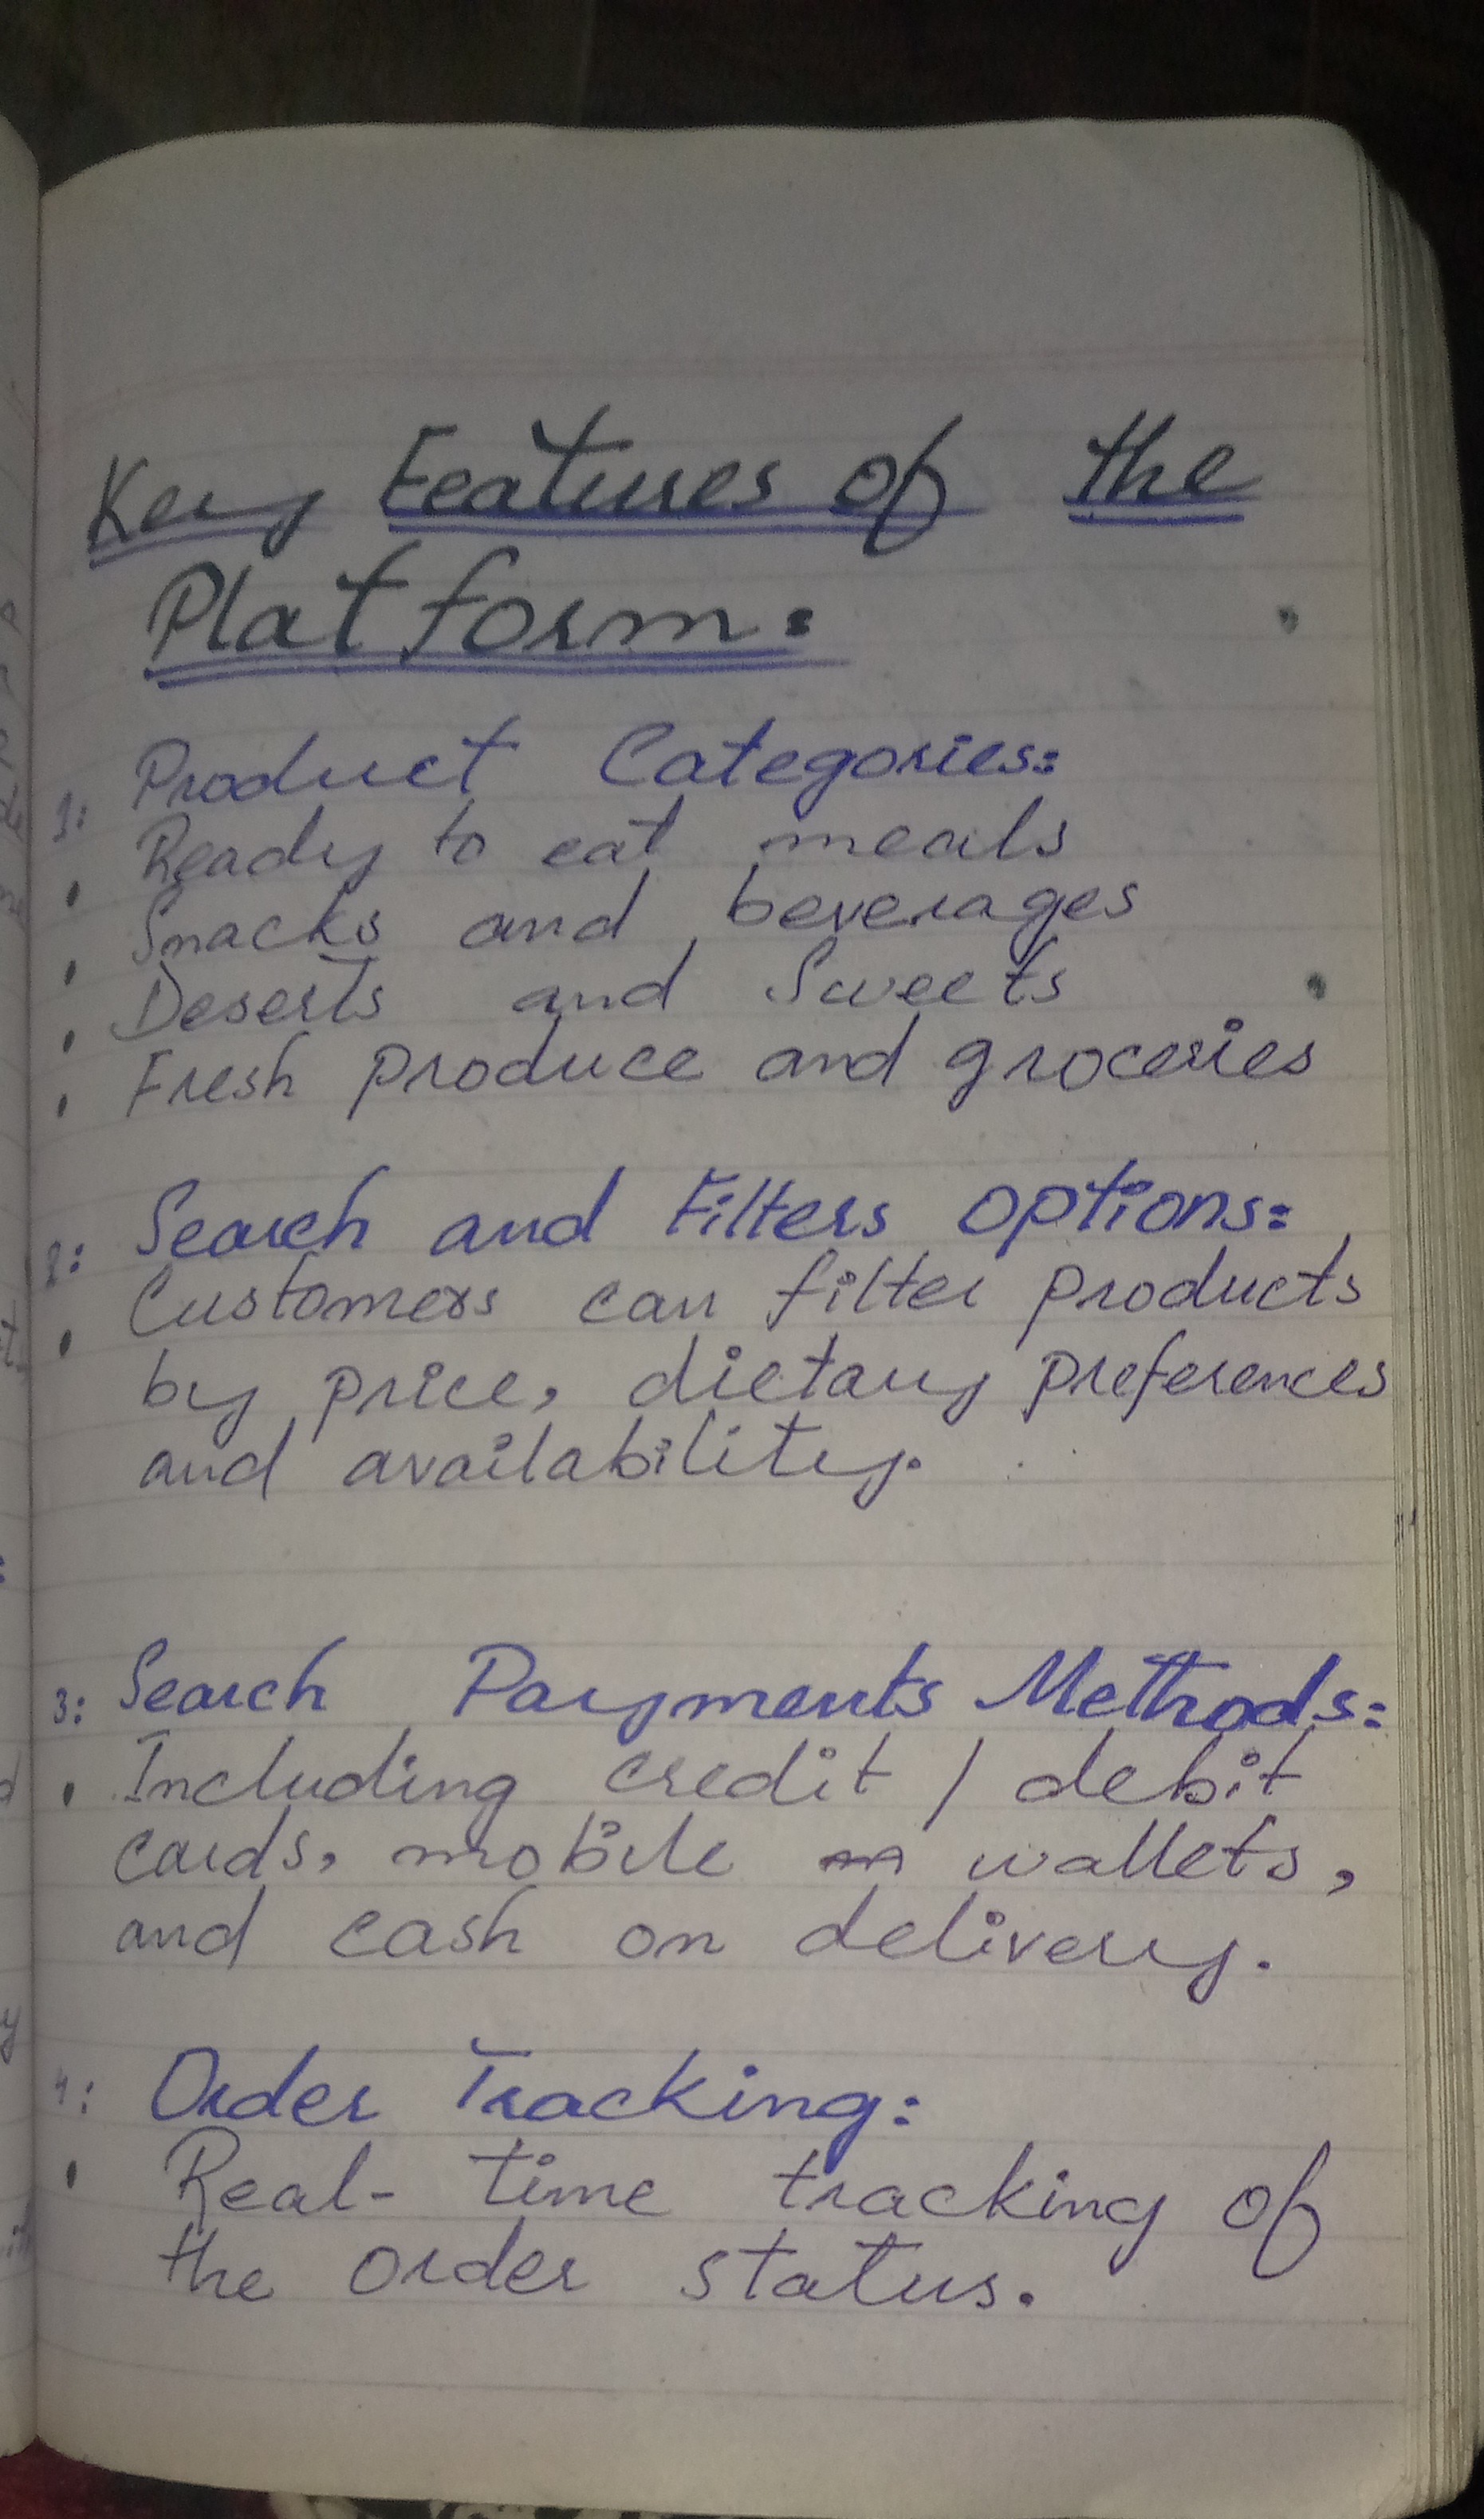 Key Features of the
Platform:
1: Product Categories:
• Ready to eat meals
• Snacks and beverages
• Deserts and Sweets
• Fresh produce and groceries
2: Search and Filters options:
• Customers can filter products
by price, dietary preferences
and availability.
3: Search Payments Methods:
• Including credit / debit
cards, mobile wallets,
and cash on delivery.
4: Order Tracking:
• Real-time tracking of
the order status.